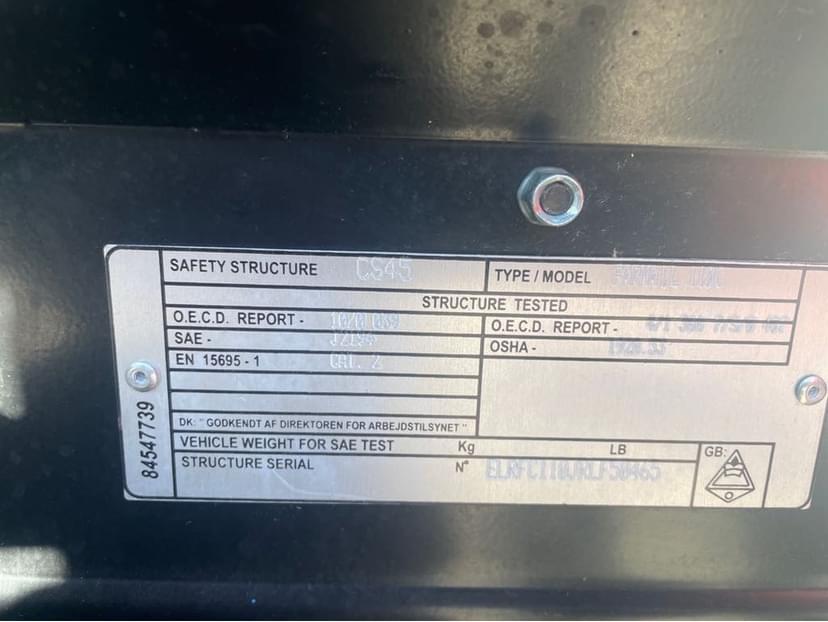 SAFETY STRUCTURE CS45
TYPE / MODEL FARMALL
STRUCTURE TESTED
O.E.C.D. REPORT -
O.E.C.D. REPORT -
SAE - J2194
OSHA - 1928.53
EN 15695 - 1 CAT. 2
DK: " GODKENDT AF DIREKTOREN FOR ARBEJDSTILSYNET "
VEHICLE WEIGHT FOR SAE TEST Kg LB
STRUCTURE SERIAL N°
GB:
84547739